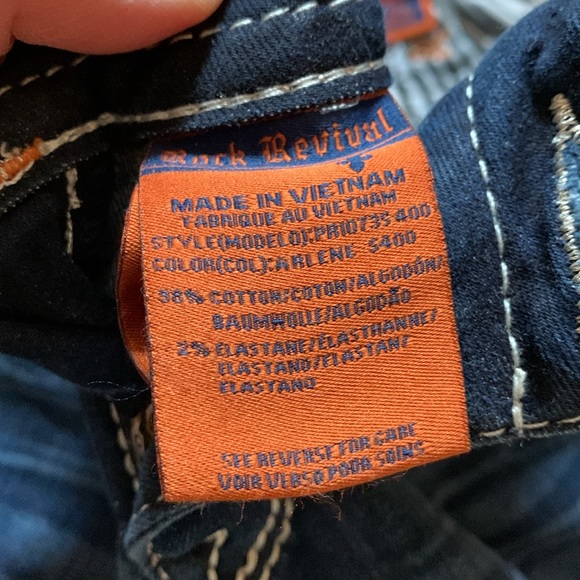 Rock Revival
MADE IN VIETNAM
FABRIQUE AU VIETNAM
STYLE(MODELO):PR10735 400
COLOR(COL):ARLENE S400
98% COTTON/COTON/ALGODÓN/
BAUMWOLLE/ALGODÃO
2% ELASTANE/ELASTHANNE/
ELASTANO/ELASTAN/
ELASTANO
SEE REVERSE FOR CARE
VOIR VERSO POUR SOINS